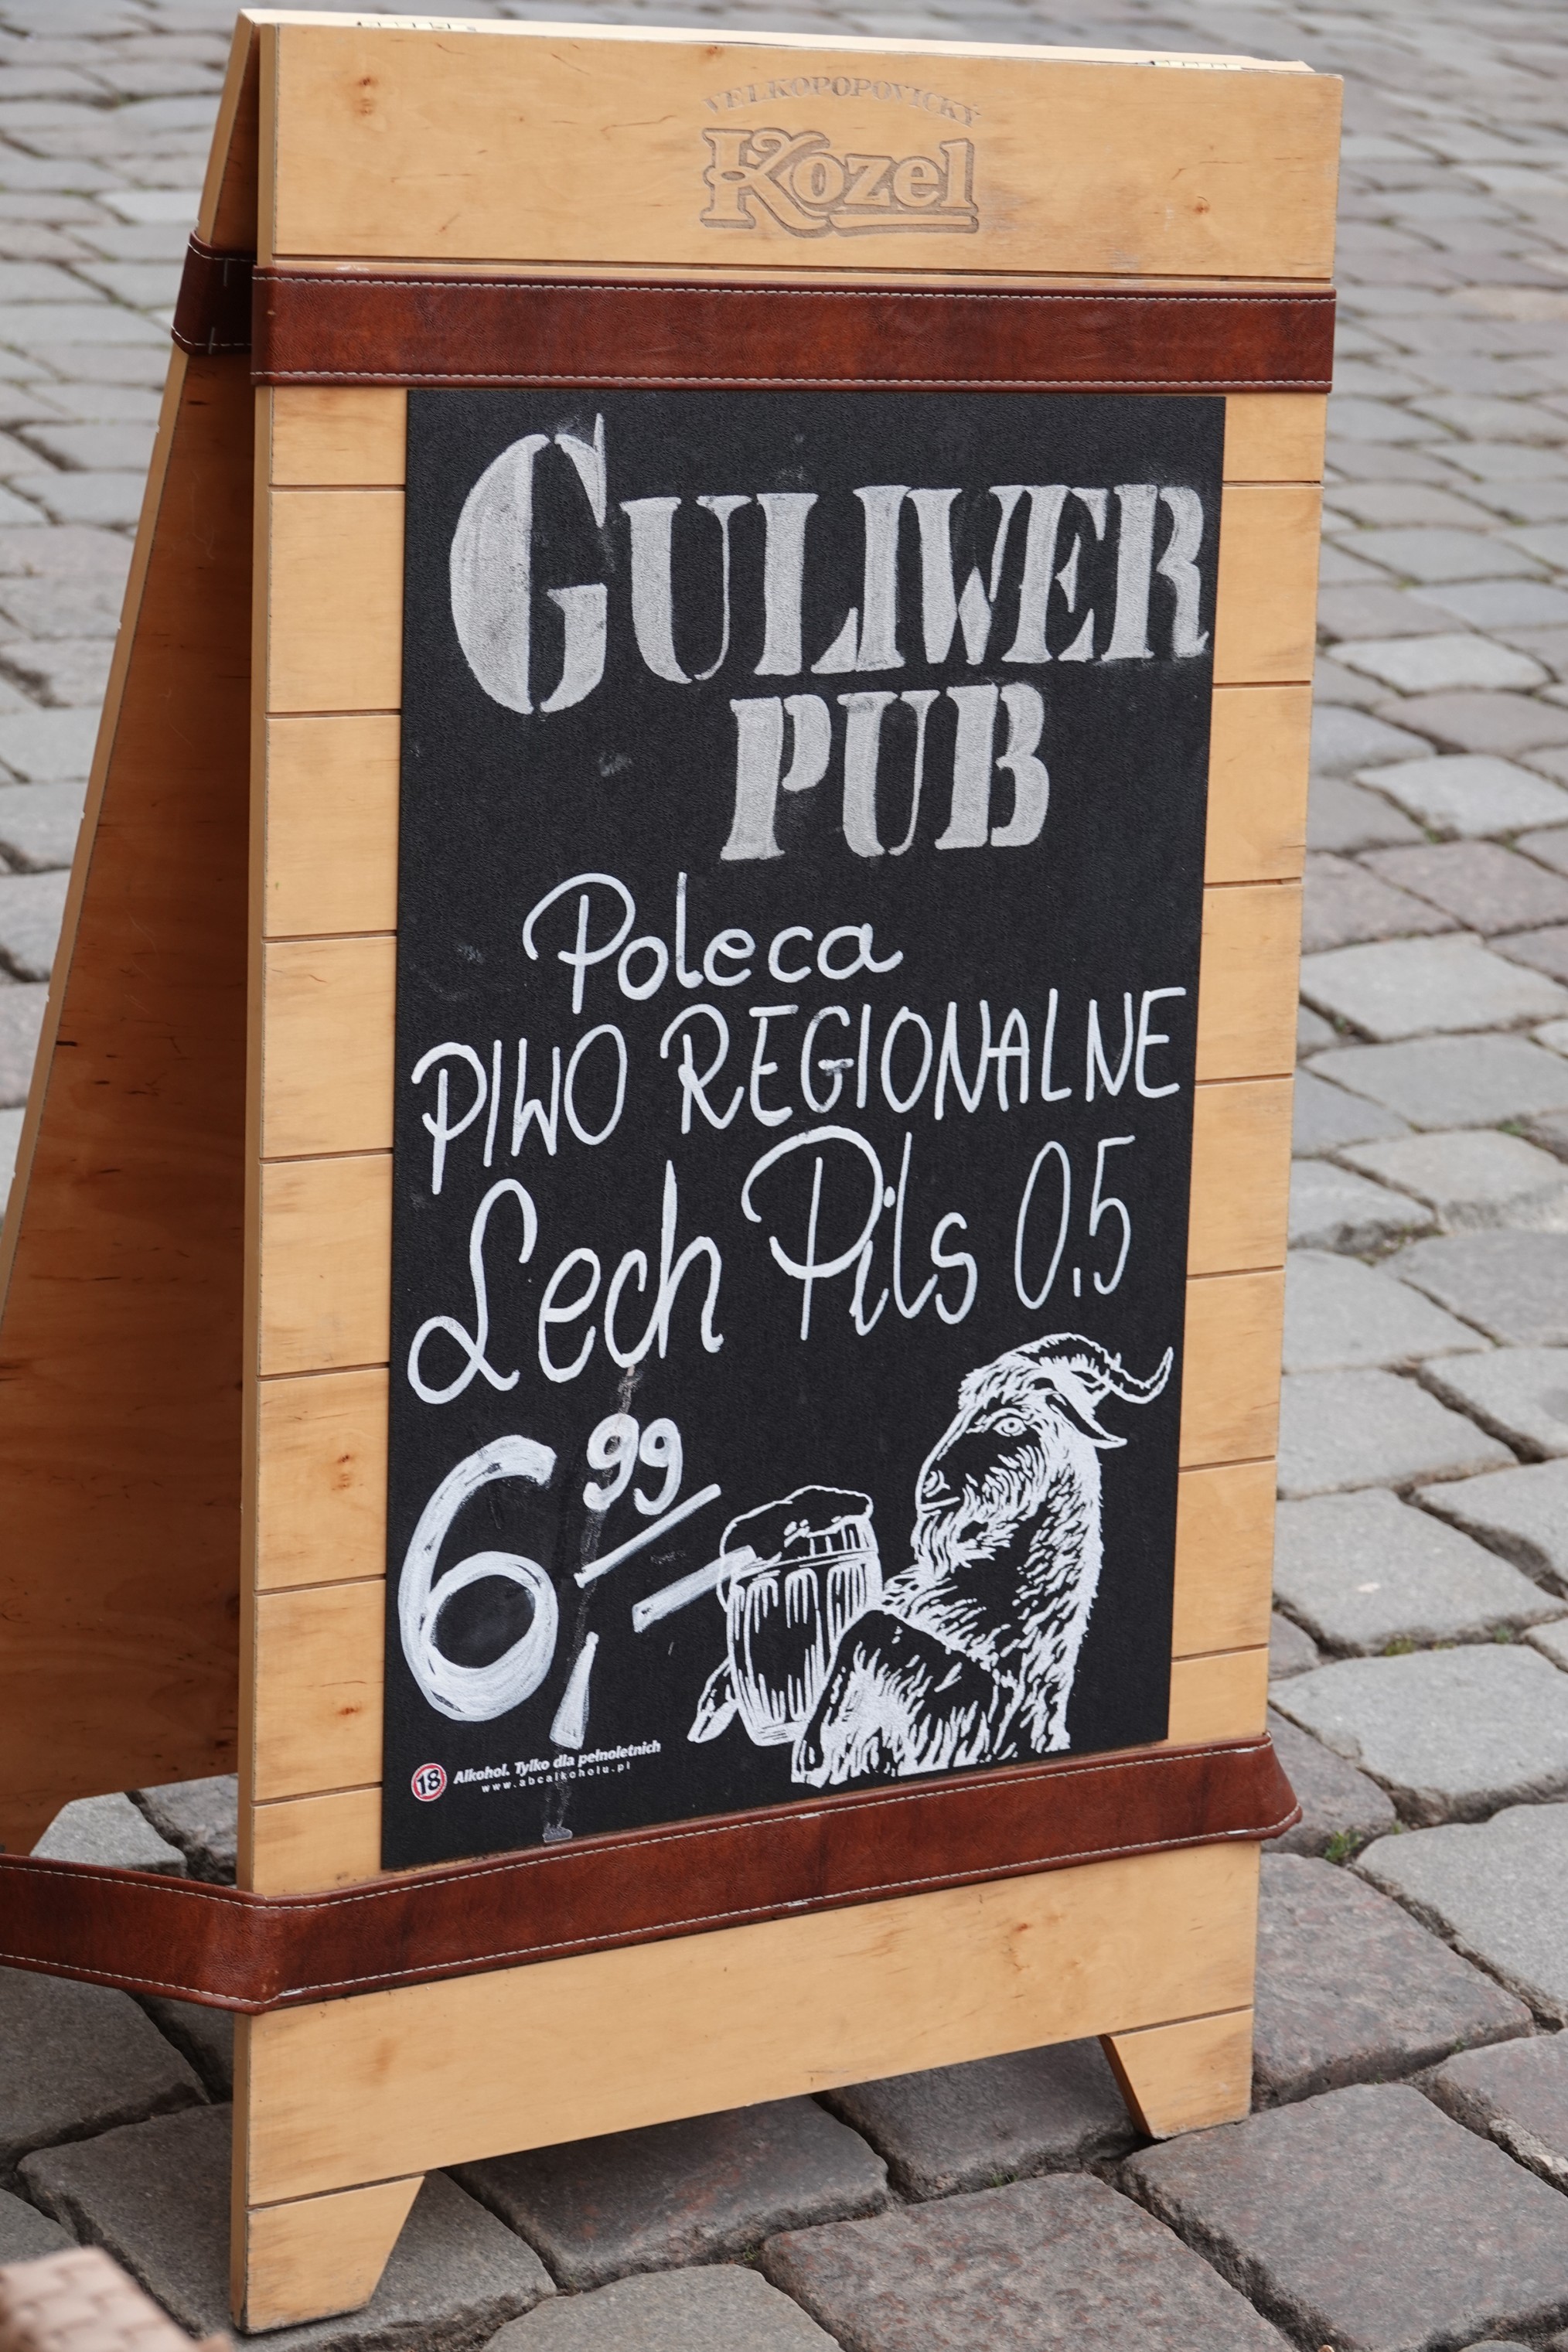 VELKOPOPOVICKÝ
Kozel
GULIWER
PUB
Poleca
PIWO REGIONALNE
Lech Pils 0,5
6,99
18 Alkohol. Tylko dla pełnoletnich
www.abcalkoholu.pl